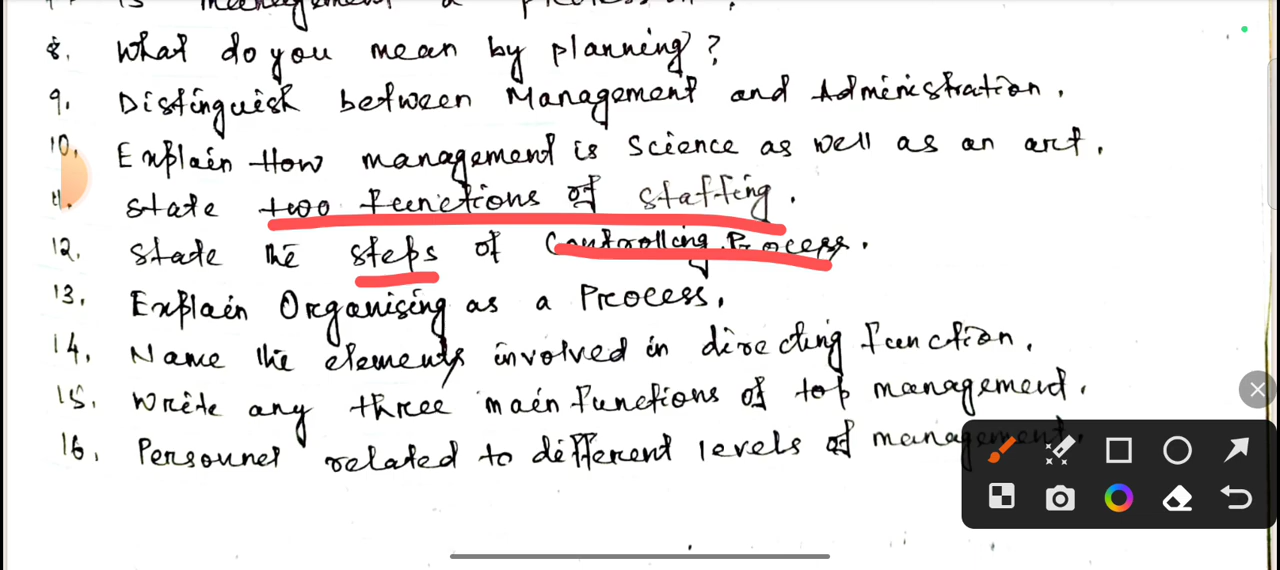 is management a profession?
8. What do you mean by planning?
9. Distinguish between Management and Administration.
10. Explain How management is Science as well as an art.
11. State two Functions of Staffing.
12. State the steps of Controlling Process.
13. Explain Organising as a Process.
14. Name the elements involved in directing Function.
15. Write any three main Functions of top management.
16. Personnel related to different levels of management.